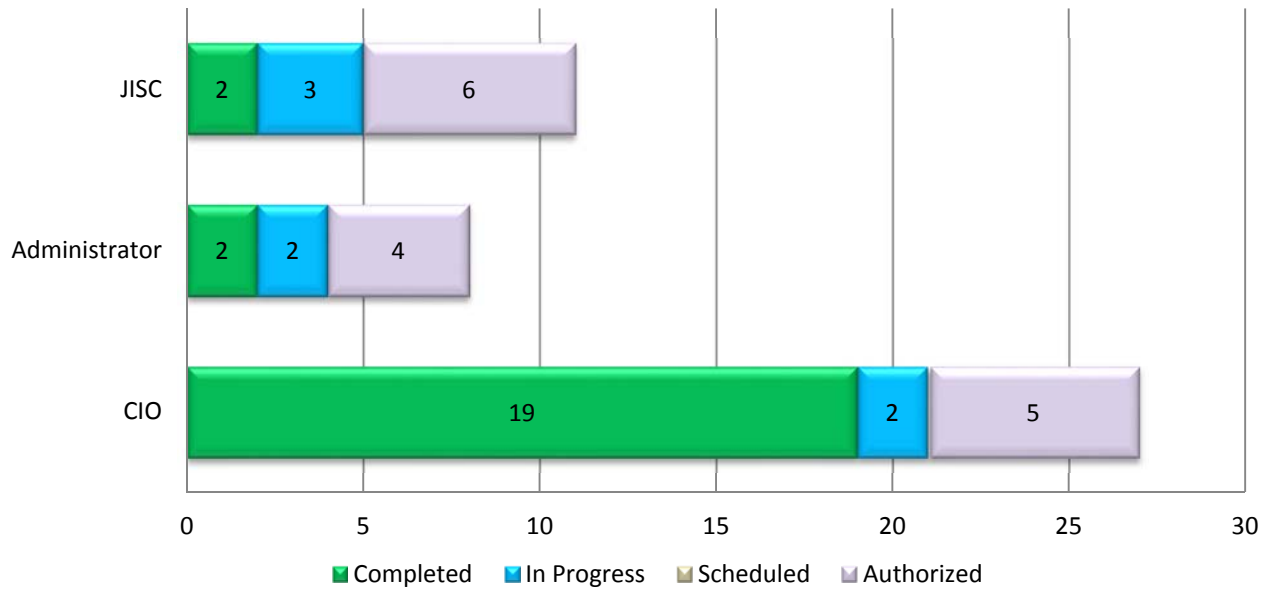 JISC
2 3 6
Administrator
2 2 4
CIO
19 2 5
0 5 10 15 20 25 30
Completed In Progress Scheduled Authorized